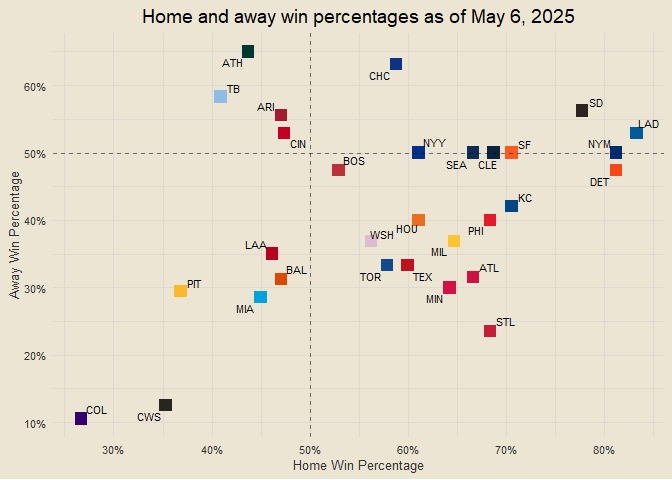 Home and away win percentages as of May 6, 2025
ATH
CHC
TB
ARI
SD
LAD
CIN
NYY
SF
NYM
BOS
SEA
CLE
DET
KC
HOU
PHI
WSH
LAA
MIL
BAL
TOR
TEX
ATL
PIT
MIA
MIN
STL
COL
CWS
60%
50%
40%
30%
20%
10%
Away Win Percentage
30%
40%
50%
60%
70%
80%
Home Win Percentage